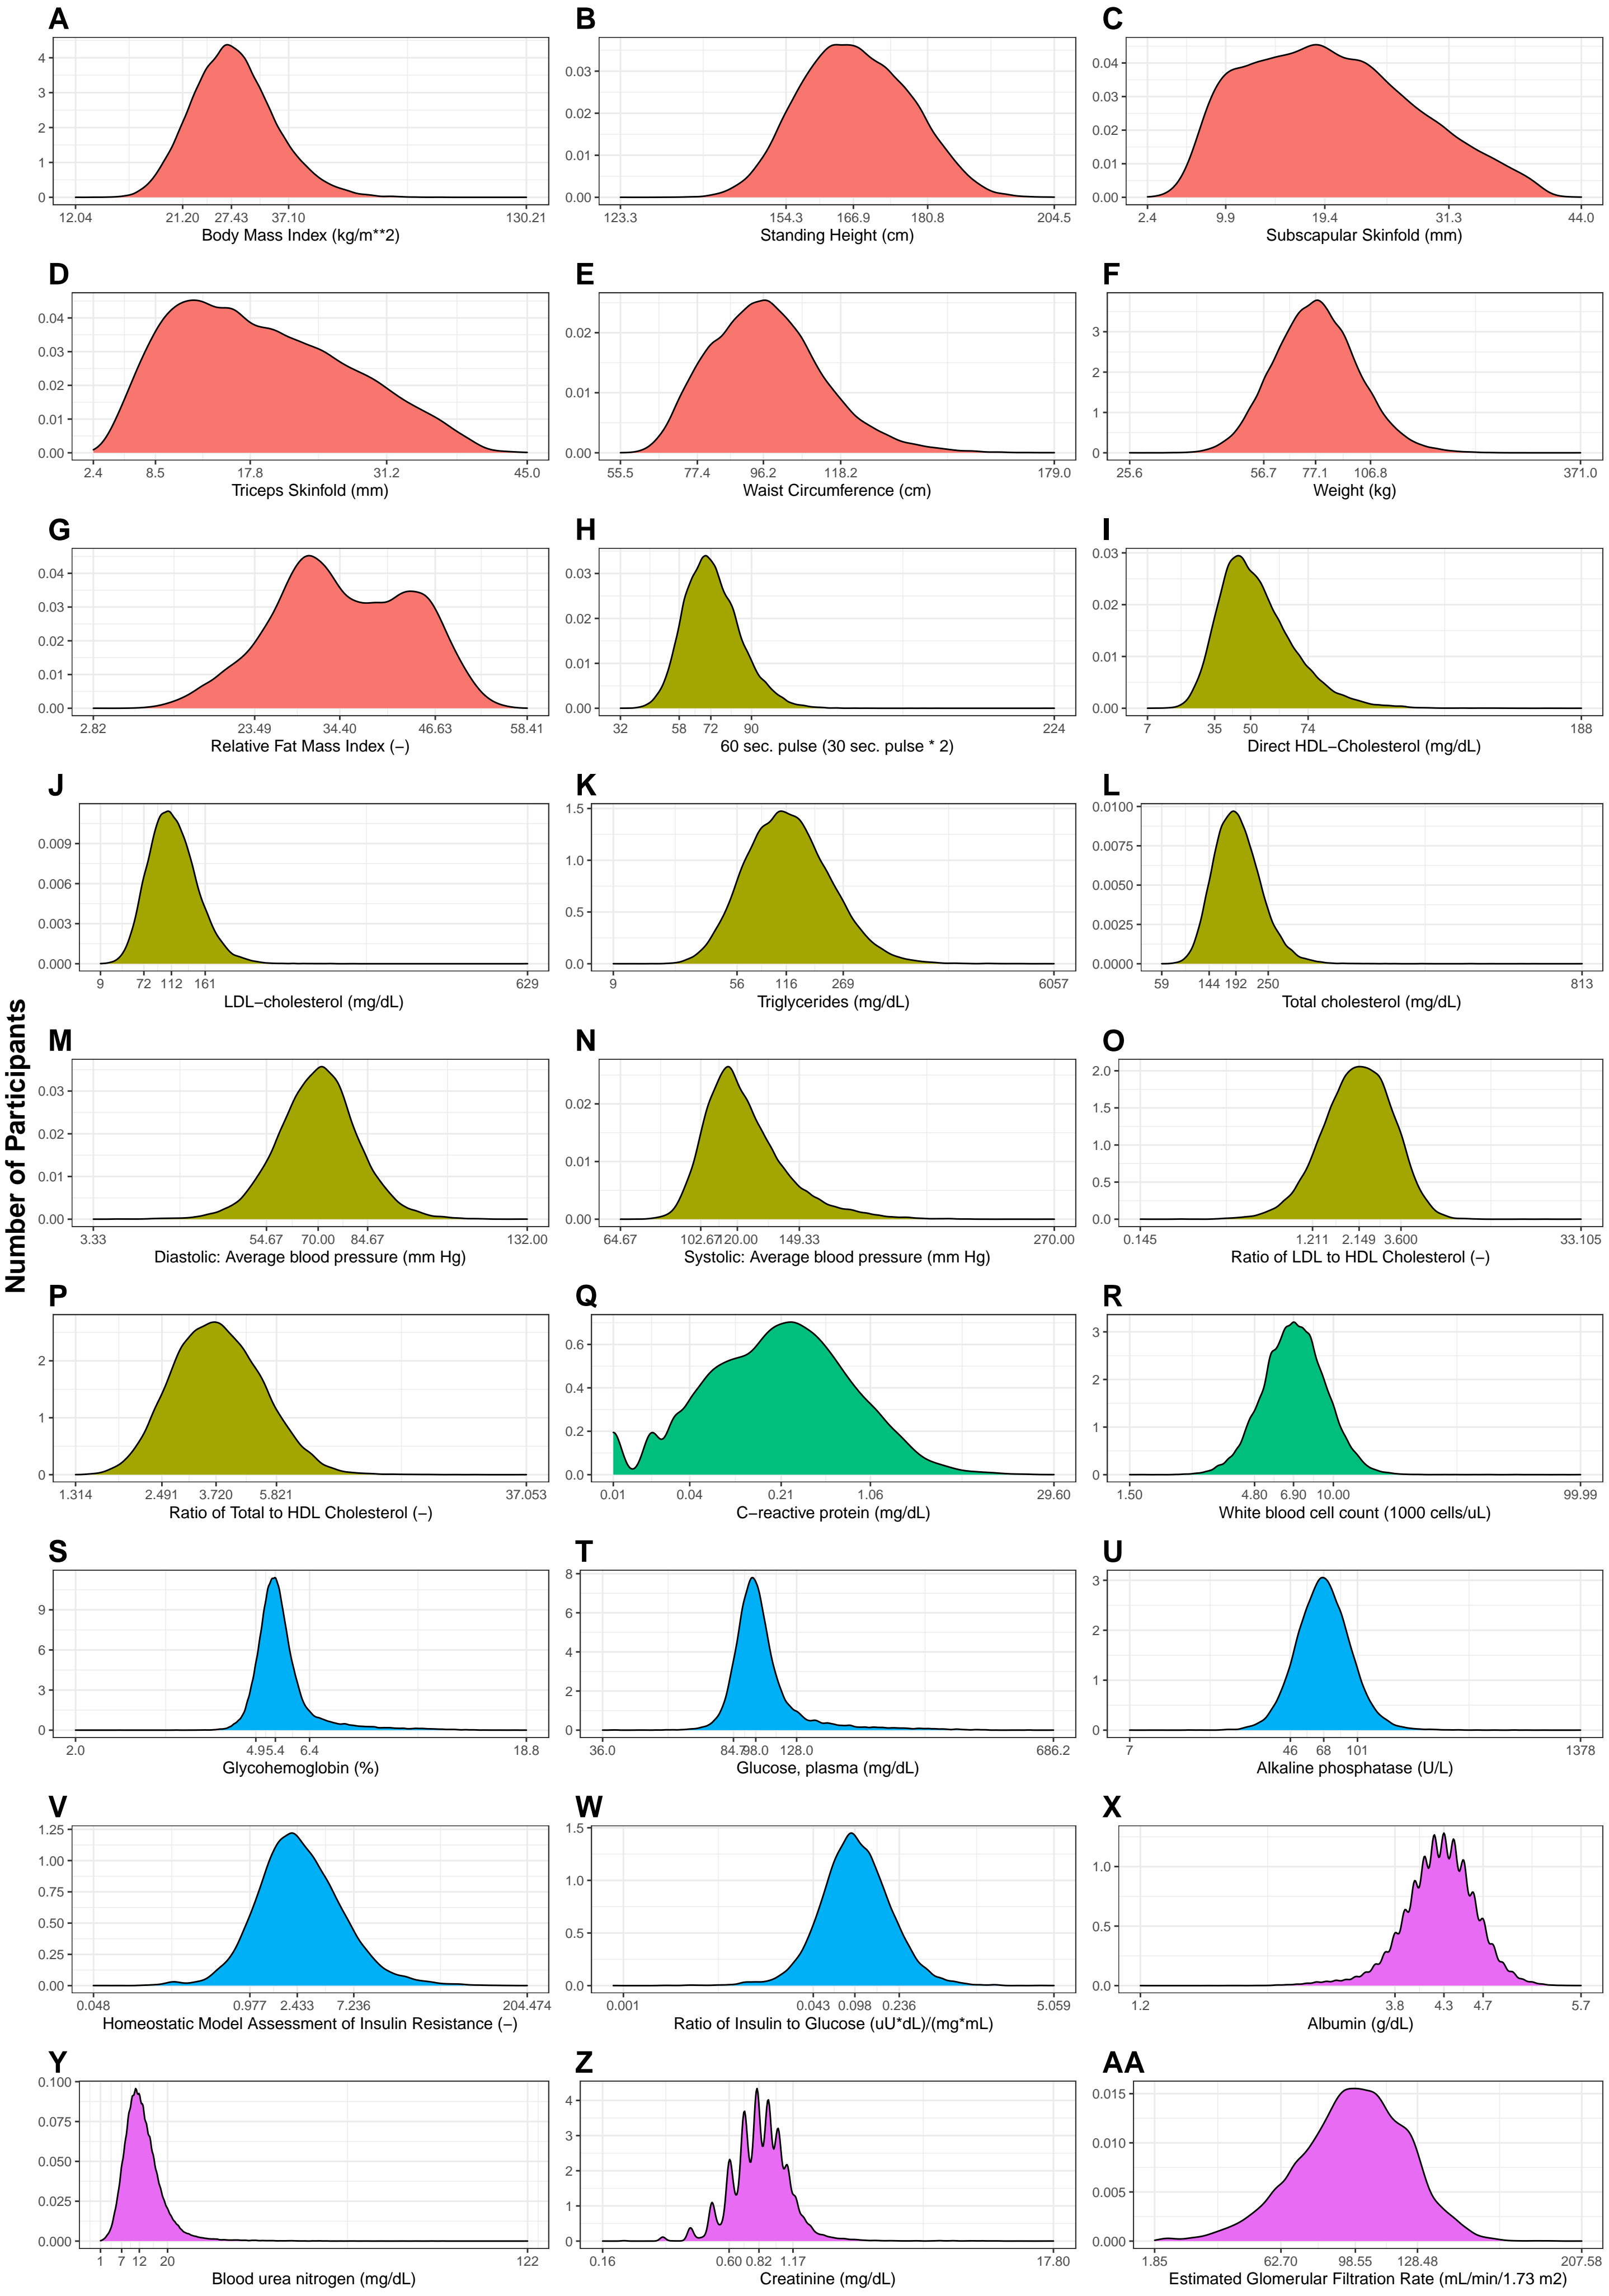 Number of Participants
A
4
3
2
1
0
12.04 21.20 27.43 37.10 130.21
Body Mass Index (kg/m**2)
B
0.03
0.02
0.01
0.00
123.3 154.3 166.9 180.8 204.5
Standing Height (cm)
C
0.04
0.03
0.02
0.01
0.00
2.4 9.9 19.4 31.3 44.0
Subscapular Skinfold (mm)
D
0.04
0.03
0.02
0.01
0.00
2.4 8.5 17.8 31.2 45.0
Triceps Skinfold (mm)
E
0.02
0.01
0.00
55.5 77.4 96.2 118.2 179.0
Waist Circumference (cm)
F
3
2
1
0
25.6 56.7 77.1 106.8 371.0
Weight (kg)
G
0.04
0.03
0.02
0.01
0.00
2.82 23.49 34.40 46.63 58.41
Relative Fat Mass Index (−)
H
0.03
0.02
0.01
0.00
32 58 72 90 224
60 sec. pulse (30 sec. pulse * 2)
I
0.03
0.02
0.01
0.00
7 35 50 74 188
Direct HDL−Cholesterol (mg/dL)
J
0.009
0.006
0.003
0.000
9 72 112 161 629
LDL−cholesterol (mg/dL)
K
1.5
1.0
0.5
0.0
9 56 116 269 6057
Triglycerides (mg/dL)
L
0.0100
0.0075
0.0050
0.0025
0.0000
59 144 192 250 813
Total cholesterol (mg/dL)
M
0.03
0.02
0.01
0.00
3.33 54.67 70.00 84.67 132.00
Diastolic: Average blood pressure (mm Hg)
N
0.02
0.01
0.00
64.67 102.67 120.00 149.33 270.00
Systolic: Average blood pressure (mm Hg)
O
2.0
1.5
1.0
0.5
0.0
0.145 1.211 2.149 3.600 33.105
Ratio of LDL to HDL Cholesterol (−)
P
2
1
0
1.314 2.491 3.720 5.821 37.053
Ratio of Total to HDL Cholesterol (−)
Q
0.6
0.4
0.2
0.0
0.01 0.04 0.21 1.06 29.60
C−reactive protein (mg/dL)
R
3
2
1
0
1.50 4.80 6.90 10.00 99.99
White blood cell count (1000 cells/uL)
S
9
6
3
0
2.0 4.9 5.4 6.4 18.8
Glycohemoglobin (%)
T
8
6
4
2
0
36.0 84.7 98.0 128.0 686.2
Glucose, plasma (mg/dL)
U
3
2
1
0
7 46 68 101 1378
Alkaline phosphatase (U/L)
V
1.25
1.00
0.75
0.50
0.25
0.00
0.048 0.977 2.433 7.236 204.474
Homeostatic Model Assessment of Insulin Resistance (−)
W
1.5
1.0
0.5
0.0
0.001 0.043 0.098 0.236 5.059
Ratio of Insulin to Glucose (uU*dL)/(mg*mL)
X
1.0
0.5
0.0
1.2 3.8 4.3 4.7 5.7
Albumin (g/dL)
Y
0.100
0.075
0.050
0.025
0.000
1 7 12 20 122
Blood urea nitrogen (mg/dL)
Z
4
3
2
1
0
0.16 0.60 0.82 1.17 17.80
Creatinine (mg/dL)
AA
0.015
0.010
0.005
0.000
1.85 62.70 98.55 128.48 207.58
Estimated Glomerular Filtration Rate (mL/min/1.73 m2)